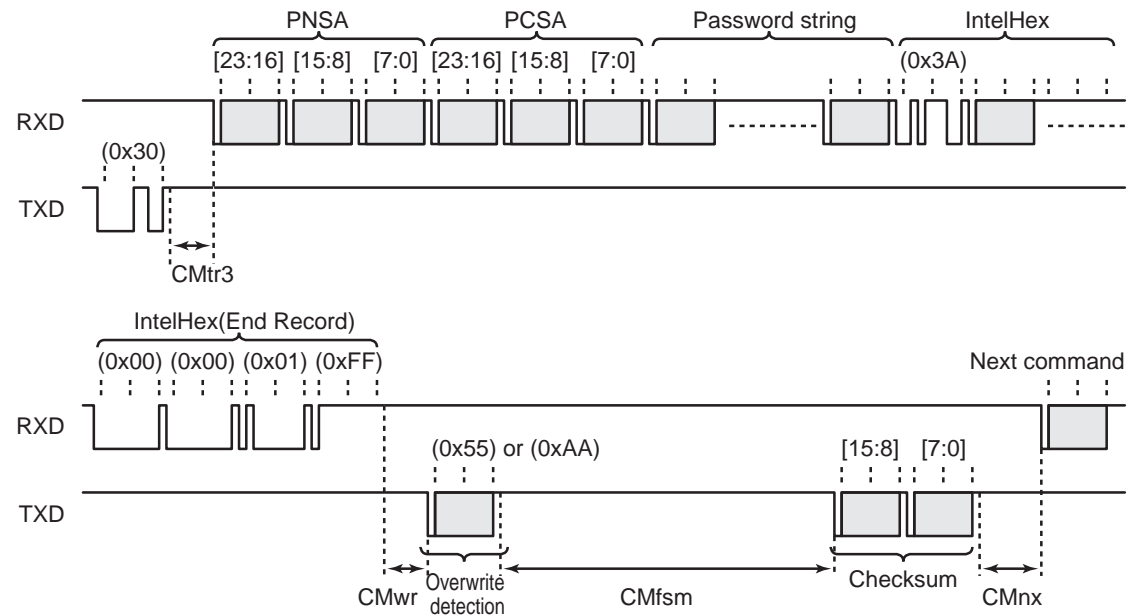 PNSA PCSA Password string IntelHex
[23:16] [15:8] [7:0] [23:16] [15:8] [7:0] (0x3A)
RXD
(0x30)
TXD
CMtr3
IntelHex(End Record)
(0x00) (0x00) (0x01) (0xFF) Next command
RXD
(0x55) or (0xAA) [15:8] [7:0]
TXD
CMwr Overwrite detection CMfsm Checksum CMnx